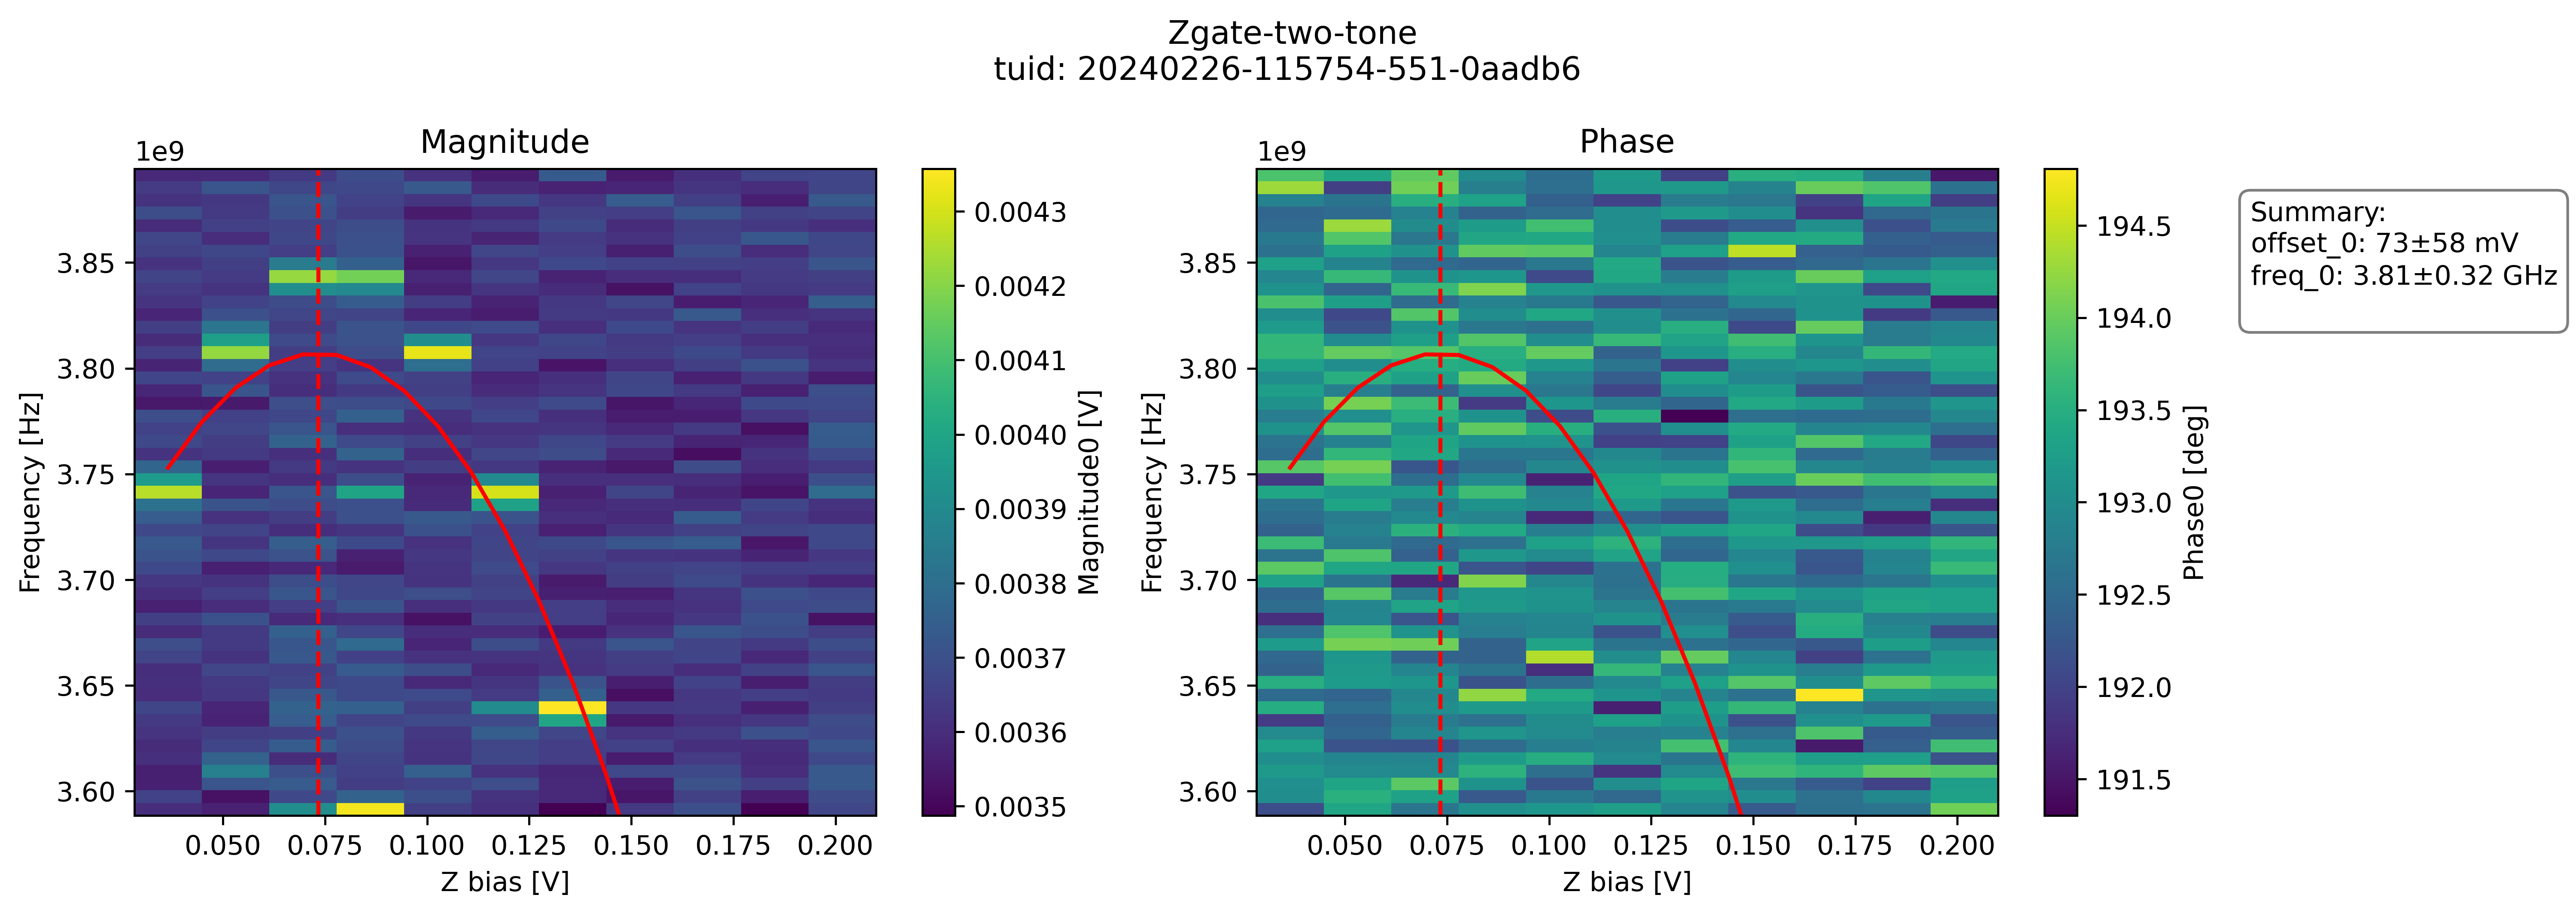 Zgate-two-tone
tuid: 20240226-115754-551-0aadb6
Magnitude
1e9
3.85
3.80
3.75
3.70
3.65
3.60
Frequency [Hz]
0.050 0.075 0.100 0.125 0.150 0.175 0.200
Z bias [V]
0.0043
0.0042
0.0041
0.0040
0.0039
0.0038
0.0037
0.0036
0.0035
Magnitude0 [V]
Phase
1e9
3.85
3.80
3.75
3.70
3.65
3.60
Frequency [Hz]
0.050 0.075 0.100 0.125 0.150 0.175 0.200
Z bias [V]
194.5
194.0
193.5
193.0
192.5
192.0
191.5
Phase0 [deg]
Summary:
offset_0: 73±58 mV
freq_0: 3.81±0.32 GHz